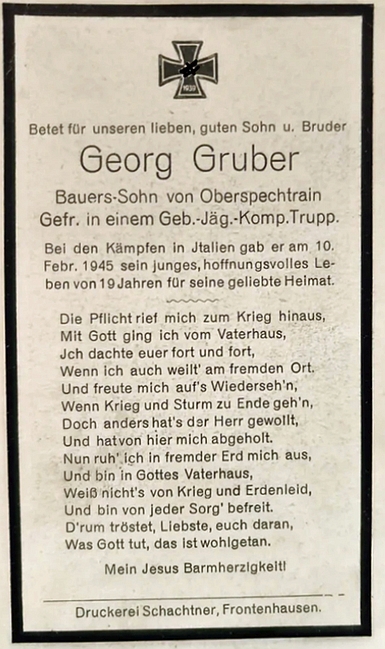 1939
Betet für unseren lieben, guten Sohn u. Bruder
Georg Gruber
Bauers-Sohn von Oberspechtrain
Gefr. in einem Geb.-Jäg.-Komp.Trupp.
Bei den Kämpfen in Jtalien gab er am 10.
Febr. 1945 sein junges, hoffnungsvolles Le-
ben von 19 Jahren für seine geliebte Heimat.
Die Pflicht rief mich zum Krieg hinaus,
Mit Gott ging ich vom Vaterhaus,
Jch dachte euer fort und fort,
Wenn ich auch weilt' am fremden Ort.
Und freute mich auf's Wiederseh'n,
Wenn Krieg und Sturm zu Ende geh'n,
Doch anders hat's der Herr gewollt,
Und hat von hier mich abgeholt.
Nun ruh' ich in fremder Erd mich aus,
Und bin in Gottes Vaterhaus,
Weiß nicht's von Krieg und Erdenleid,
Und bin von jeder Sorg' befreit.
D'rum tröstet, Liebste, euch daran,
Was Gott tut, das ist wohlgetan.
Mein Jesus Barmherzigkeit!
Druckerei Schachtner, Frontenhausen.